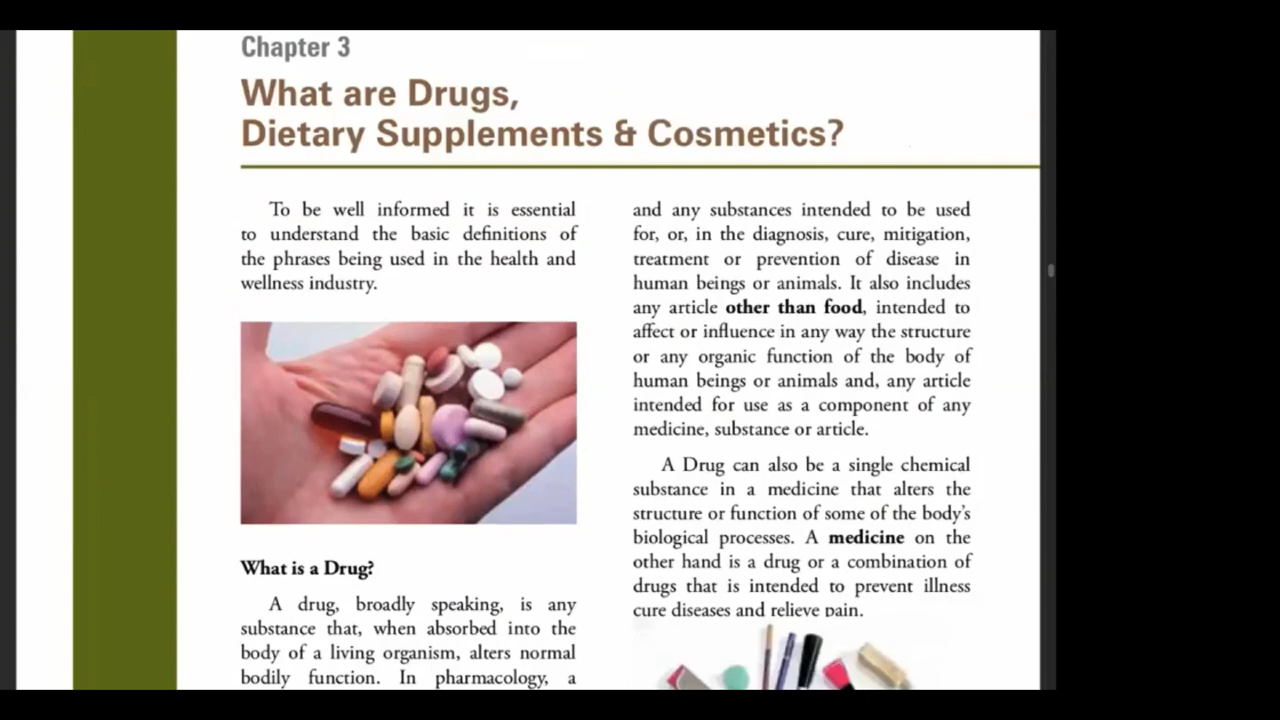 Chapter 3
What are Drugs,
Dietary Supplements & Cosmetics?
To be well informed it is essential
to understand the basic definitions of
the phrases being used in the health and
wellness industry.
What is a Drug?
A drug, broadly speaking, is any
substance that, when absorbed into the
body of a living organism, alters normal
bodily function. In pharmacology, a
and any substances intended to be used
for, or, in the diagnosis, cure, mitigation,
treatment or prevention of disease in
human beings or animals. It also includes
any article other than food, intended to
affect or influence in any way the structure
or any organic function of the body of
human beings or animals and, any article
intended for use as a component of any
medicine, substance or article.
A Drug can also be a single chemical
substance in a medicine that alters the
structure or function of some of the body's
biological processes. A medicine on the
other hand is a drug or a combination of
drugs that is intended to prevent illness
cure diseases and relieve pain.